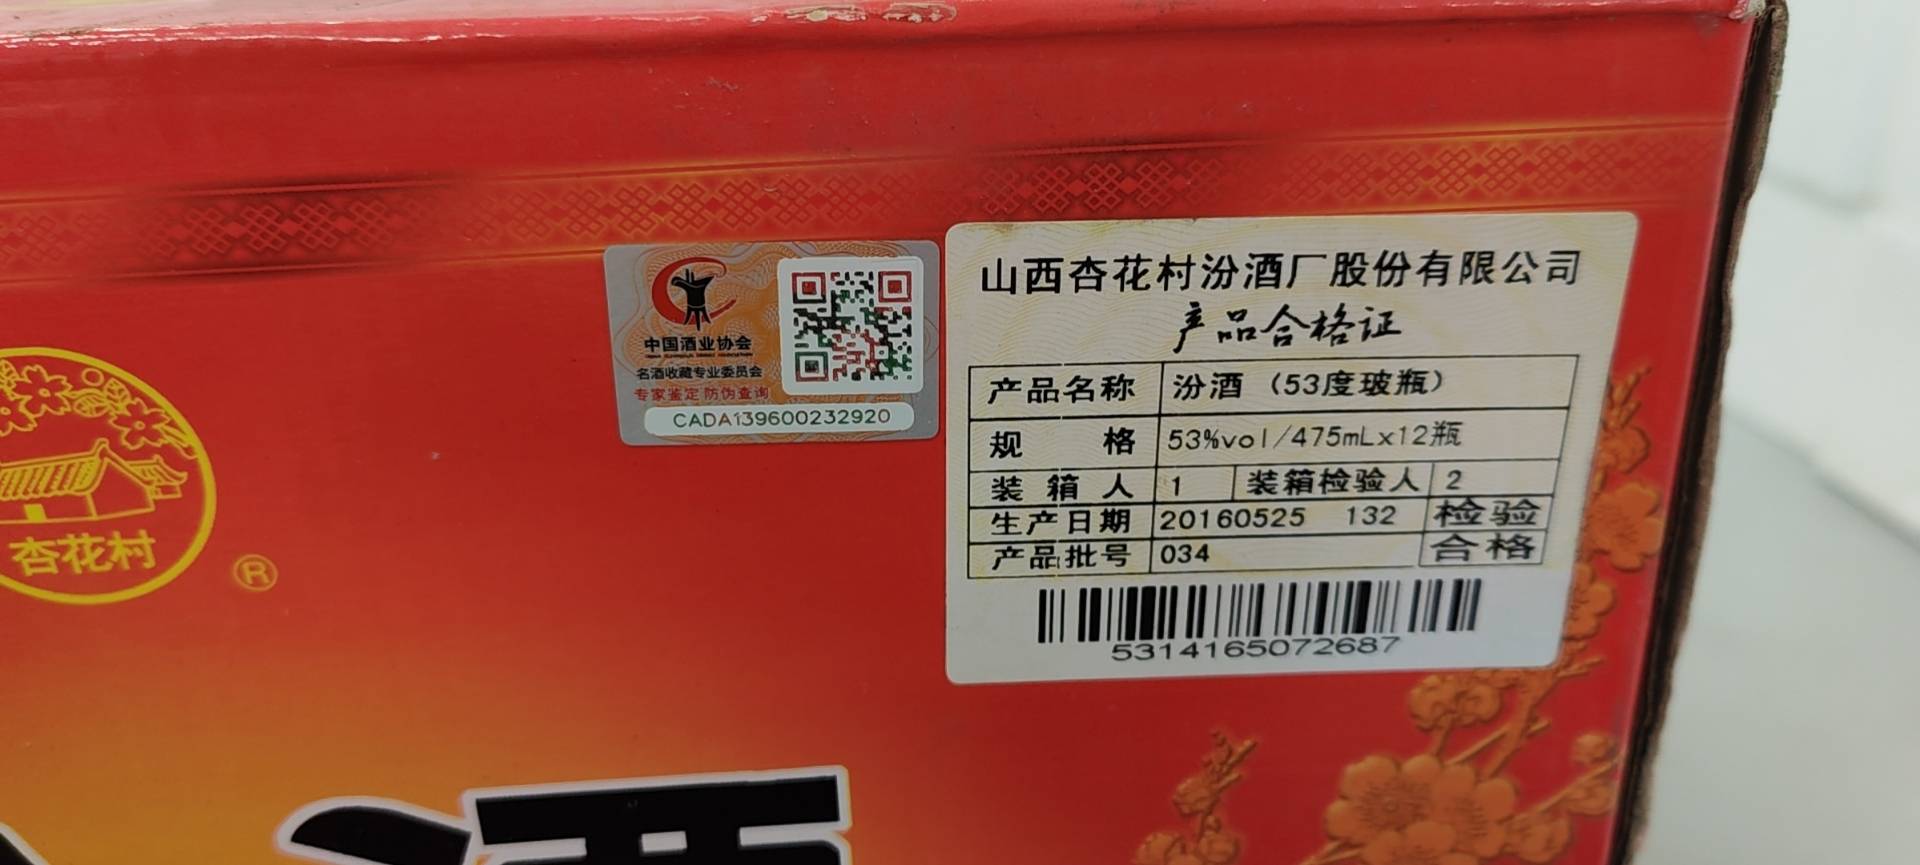 中国酒业协会
名酒收藏专业委员会
专家鉴定 防伪查询
CADA139600232920
山西杏花村汾酒厂股份有限公司
产品合格证
产品名称 汾酒（53度玻瓶）
规 格 53%vol/475mLx12瓶
装箱人 1 装箱检验人 2
生产日期 20160525 132 检验
产品批号 034 合格
5314165072687
杏花村
®
酒